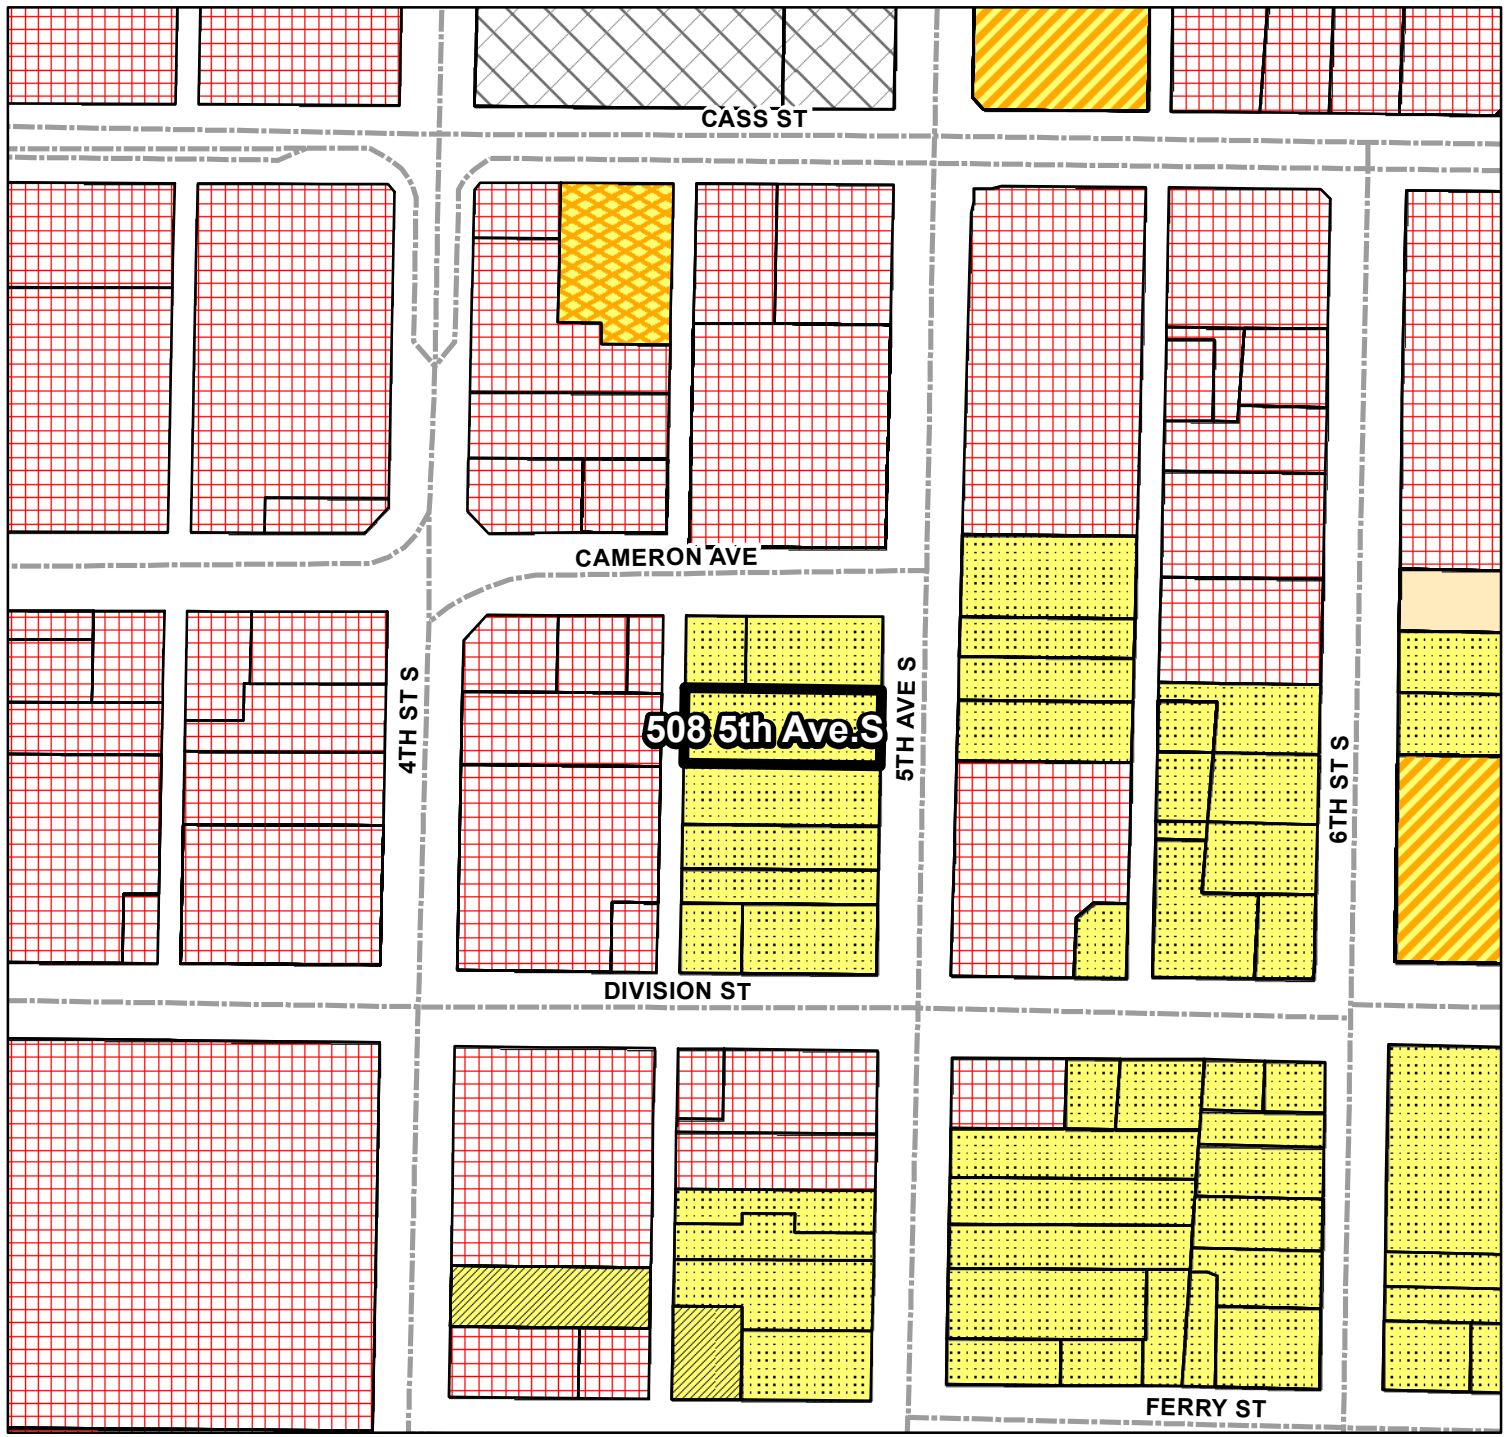 CASS ST
CAMERON AVE
4TH ST S
508 5th Ave.S
5TH AVE S
6TH ST S
DIVISION ST
FERRY ST